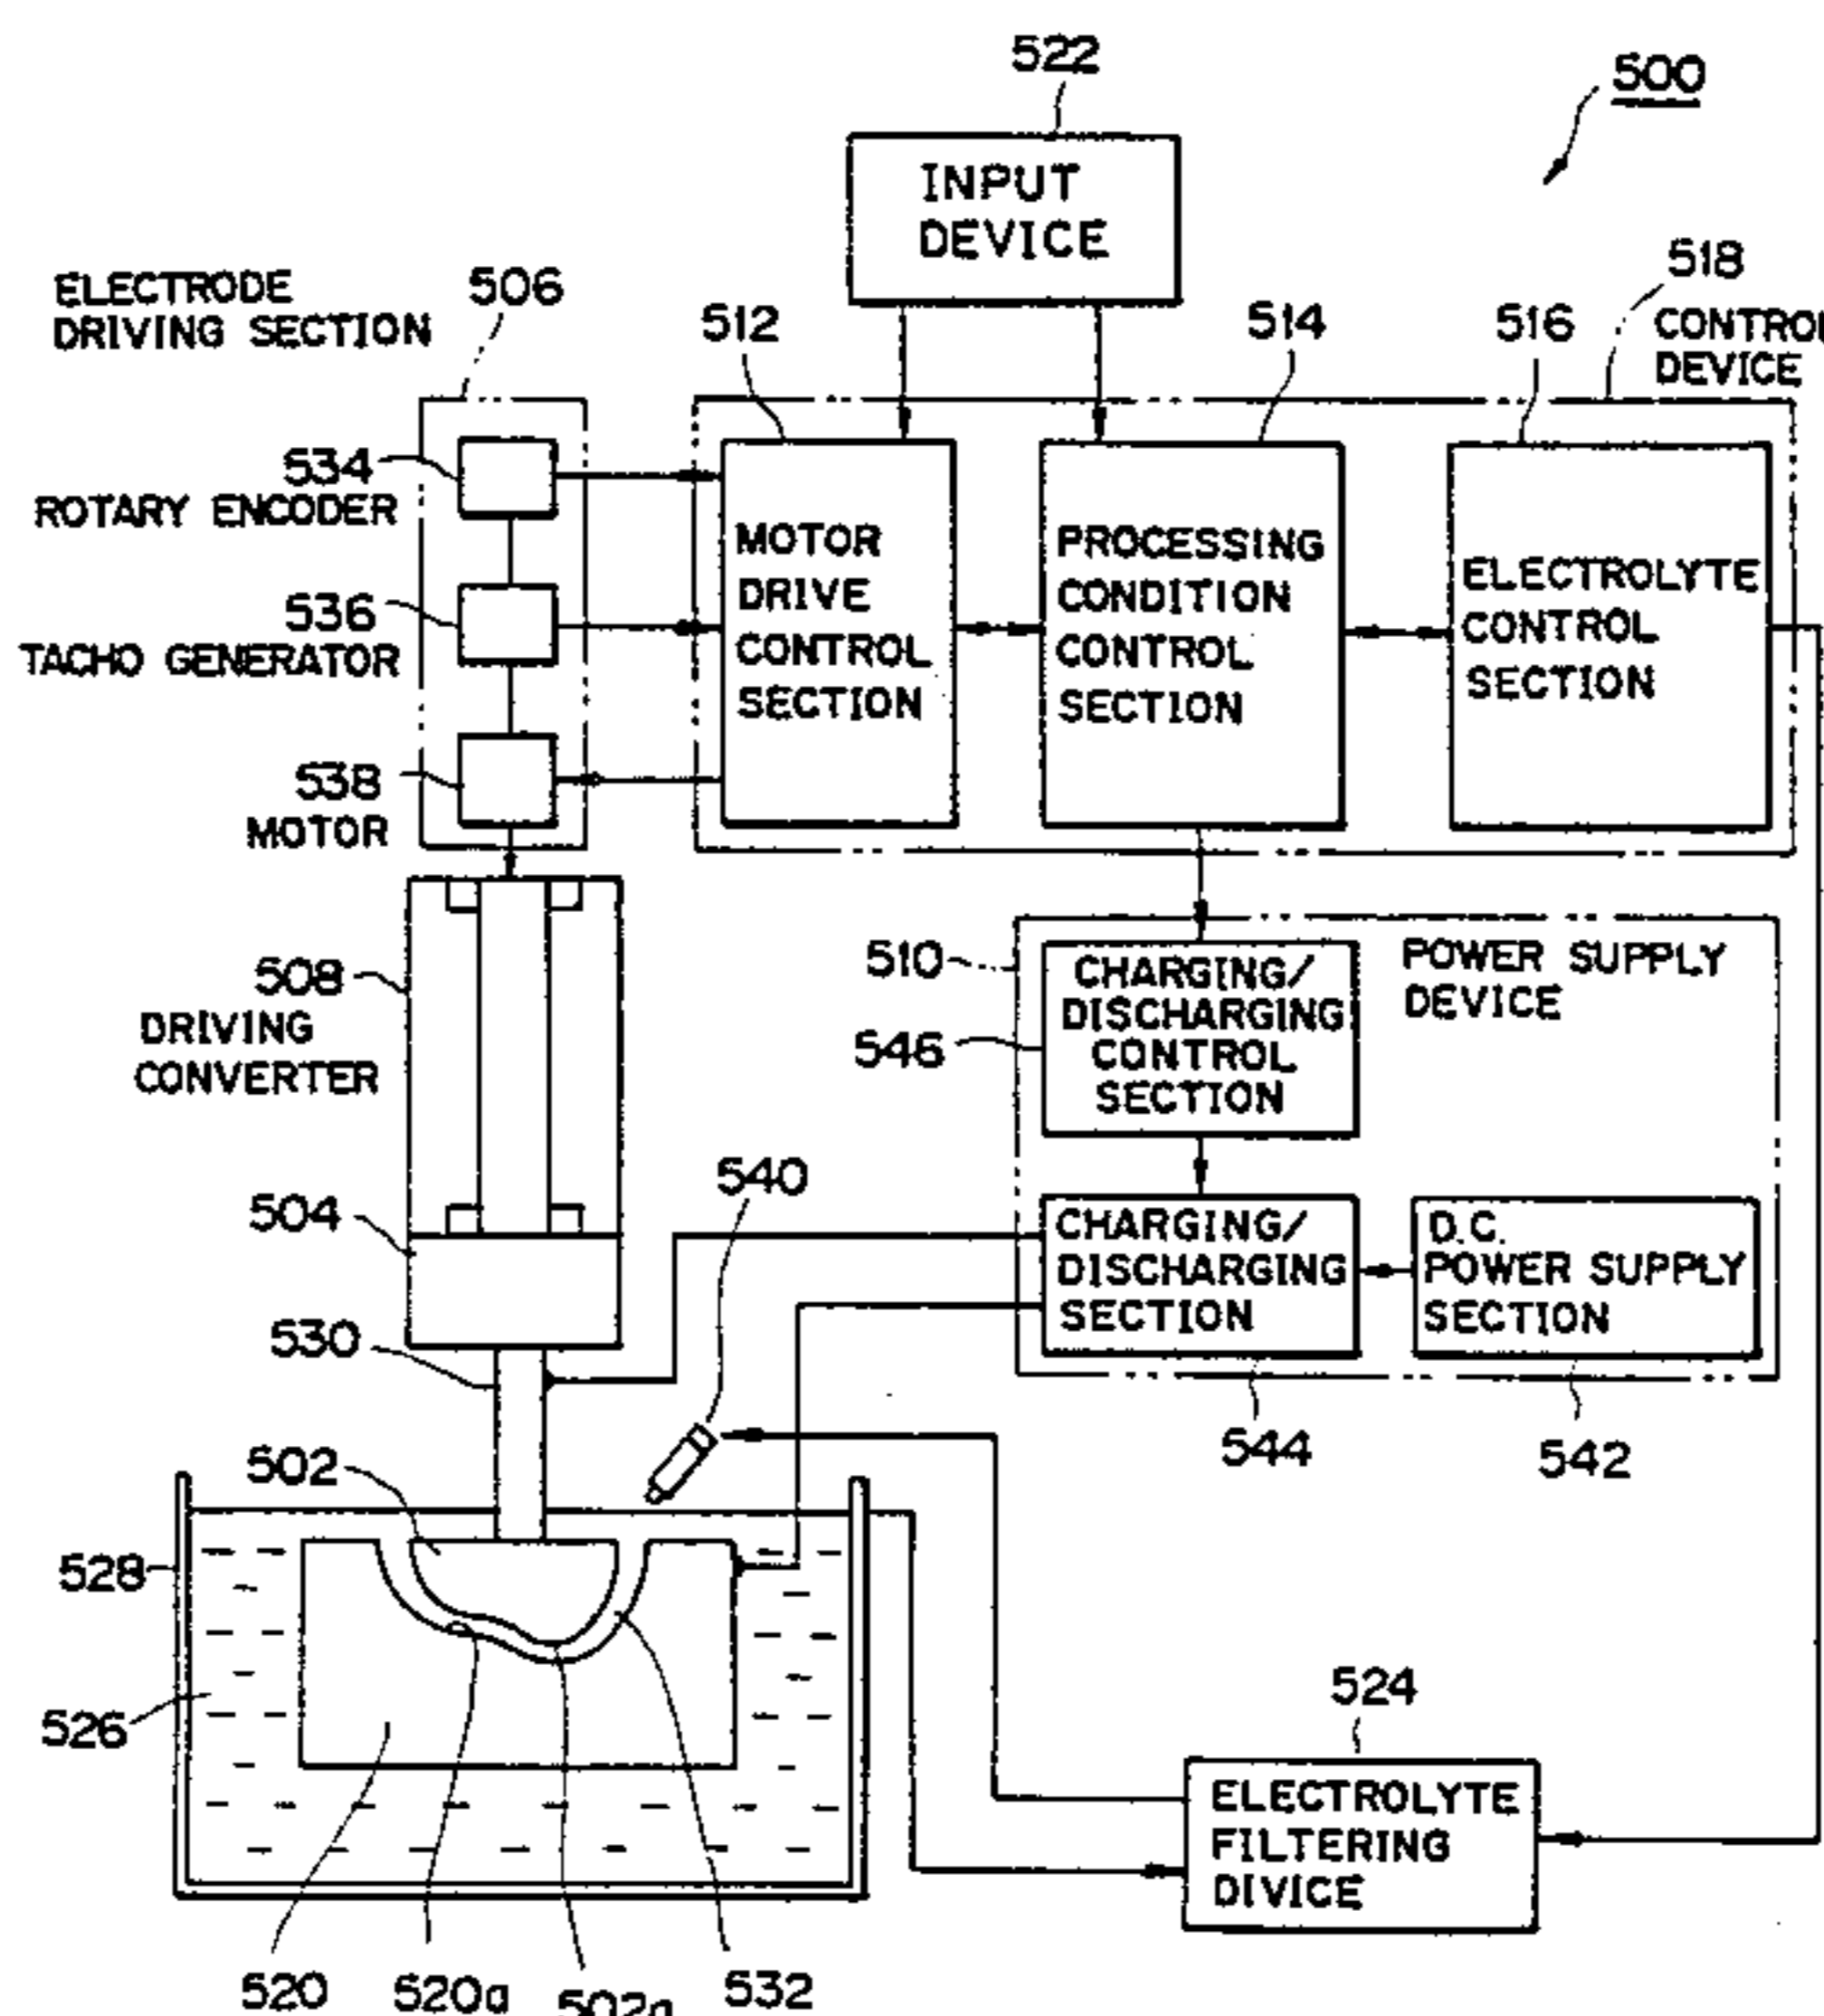 522
500
INPUT
DEVICE
518
CONTROL
DEVICE
ELECTRODE
DRIVING SECTION
506
512
514
516
534
ROTARY ENCODER
536
TACHO GENERATOR
538
MOTOR
MOTOR
DRIVE
CONTROL
SECTION
PROCESSING
CONDITION
CONTROL
SECTION
ELECTROLYTE
CONTROL
SECTION
508
DRIVING
CONVERTER
510
POWER SUPPLY
DEVICE
CHARGING/
DISCHARGING
CONTROL
SECTION
546
504
540
CHARGING/
DISCHARGING
SECTION
D.C.
POWER SUPPLY
SECTION
530
544
542
502
528
526
524
ELECTROLYTE
FILTERING
DIVICE
520
520a
502a
532